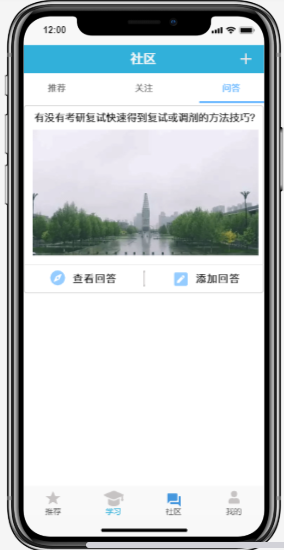 12:00
社区
推荐 关注 问答
有没有考研复试快速得到复试或调剂的方法技巧?
查看回答 添加回答
推荐 学习 社区 我的